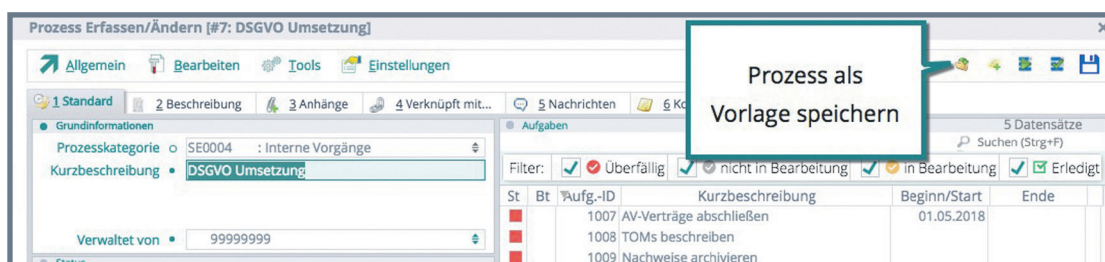 Prozess Erfassen/Ändern [#7: DSGVO Umsetzung]
Allgemein Bearbeiten Tools Einstellungen
Prozess als
Vorlage speichern
1 Standard 2 Beschreibung 3 Anhänge 4 Verknüpft mit... 5 Nachrichten 6 Ko
Grundinformationen
Prozesskategorie SE0004 : Interne Vorgänge
Kurzbeschreibung DSGVO Umsetzung
Verwaltet von 99999999
Status
Aufgaben 5 Datensätze
Suchen (Strg+F)
Filter: Überfällig nicht in Bearbeitung in Bearbeitung Erledigt
St Bt Aufg.-ID Kurzbeschreibung Beginn/Start Ende
1007 AV-Verträge abschließen 01.05.2018
1008 TOMs beschreiben
1009 Nachweise archivieren